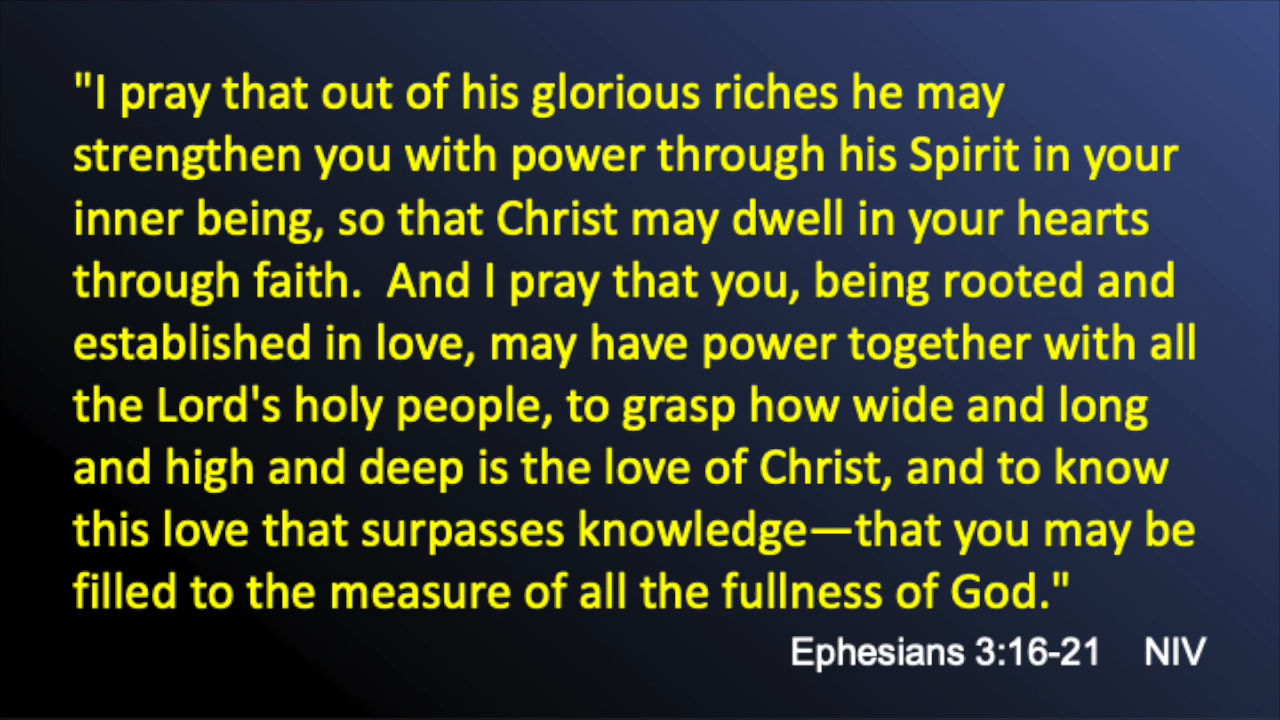 "I pray that out of his glorious riches he may
strengthen you with power through his Spirit in your
inner being, so that Christ may dwell in your hearts
through faith.  And I pray that you, being rooted and
established in love, may have power together with all
the Lord's holy people, to grasp how wide and long
and high and deep is the love of Christ, and to know
this love that surpasses knowledge—that you may be
filled to the measure of all the fullness of God."
Ephesians 3:16-21    NIV